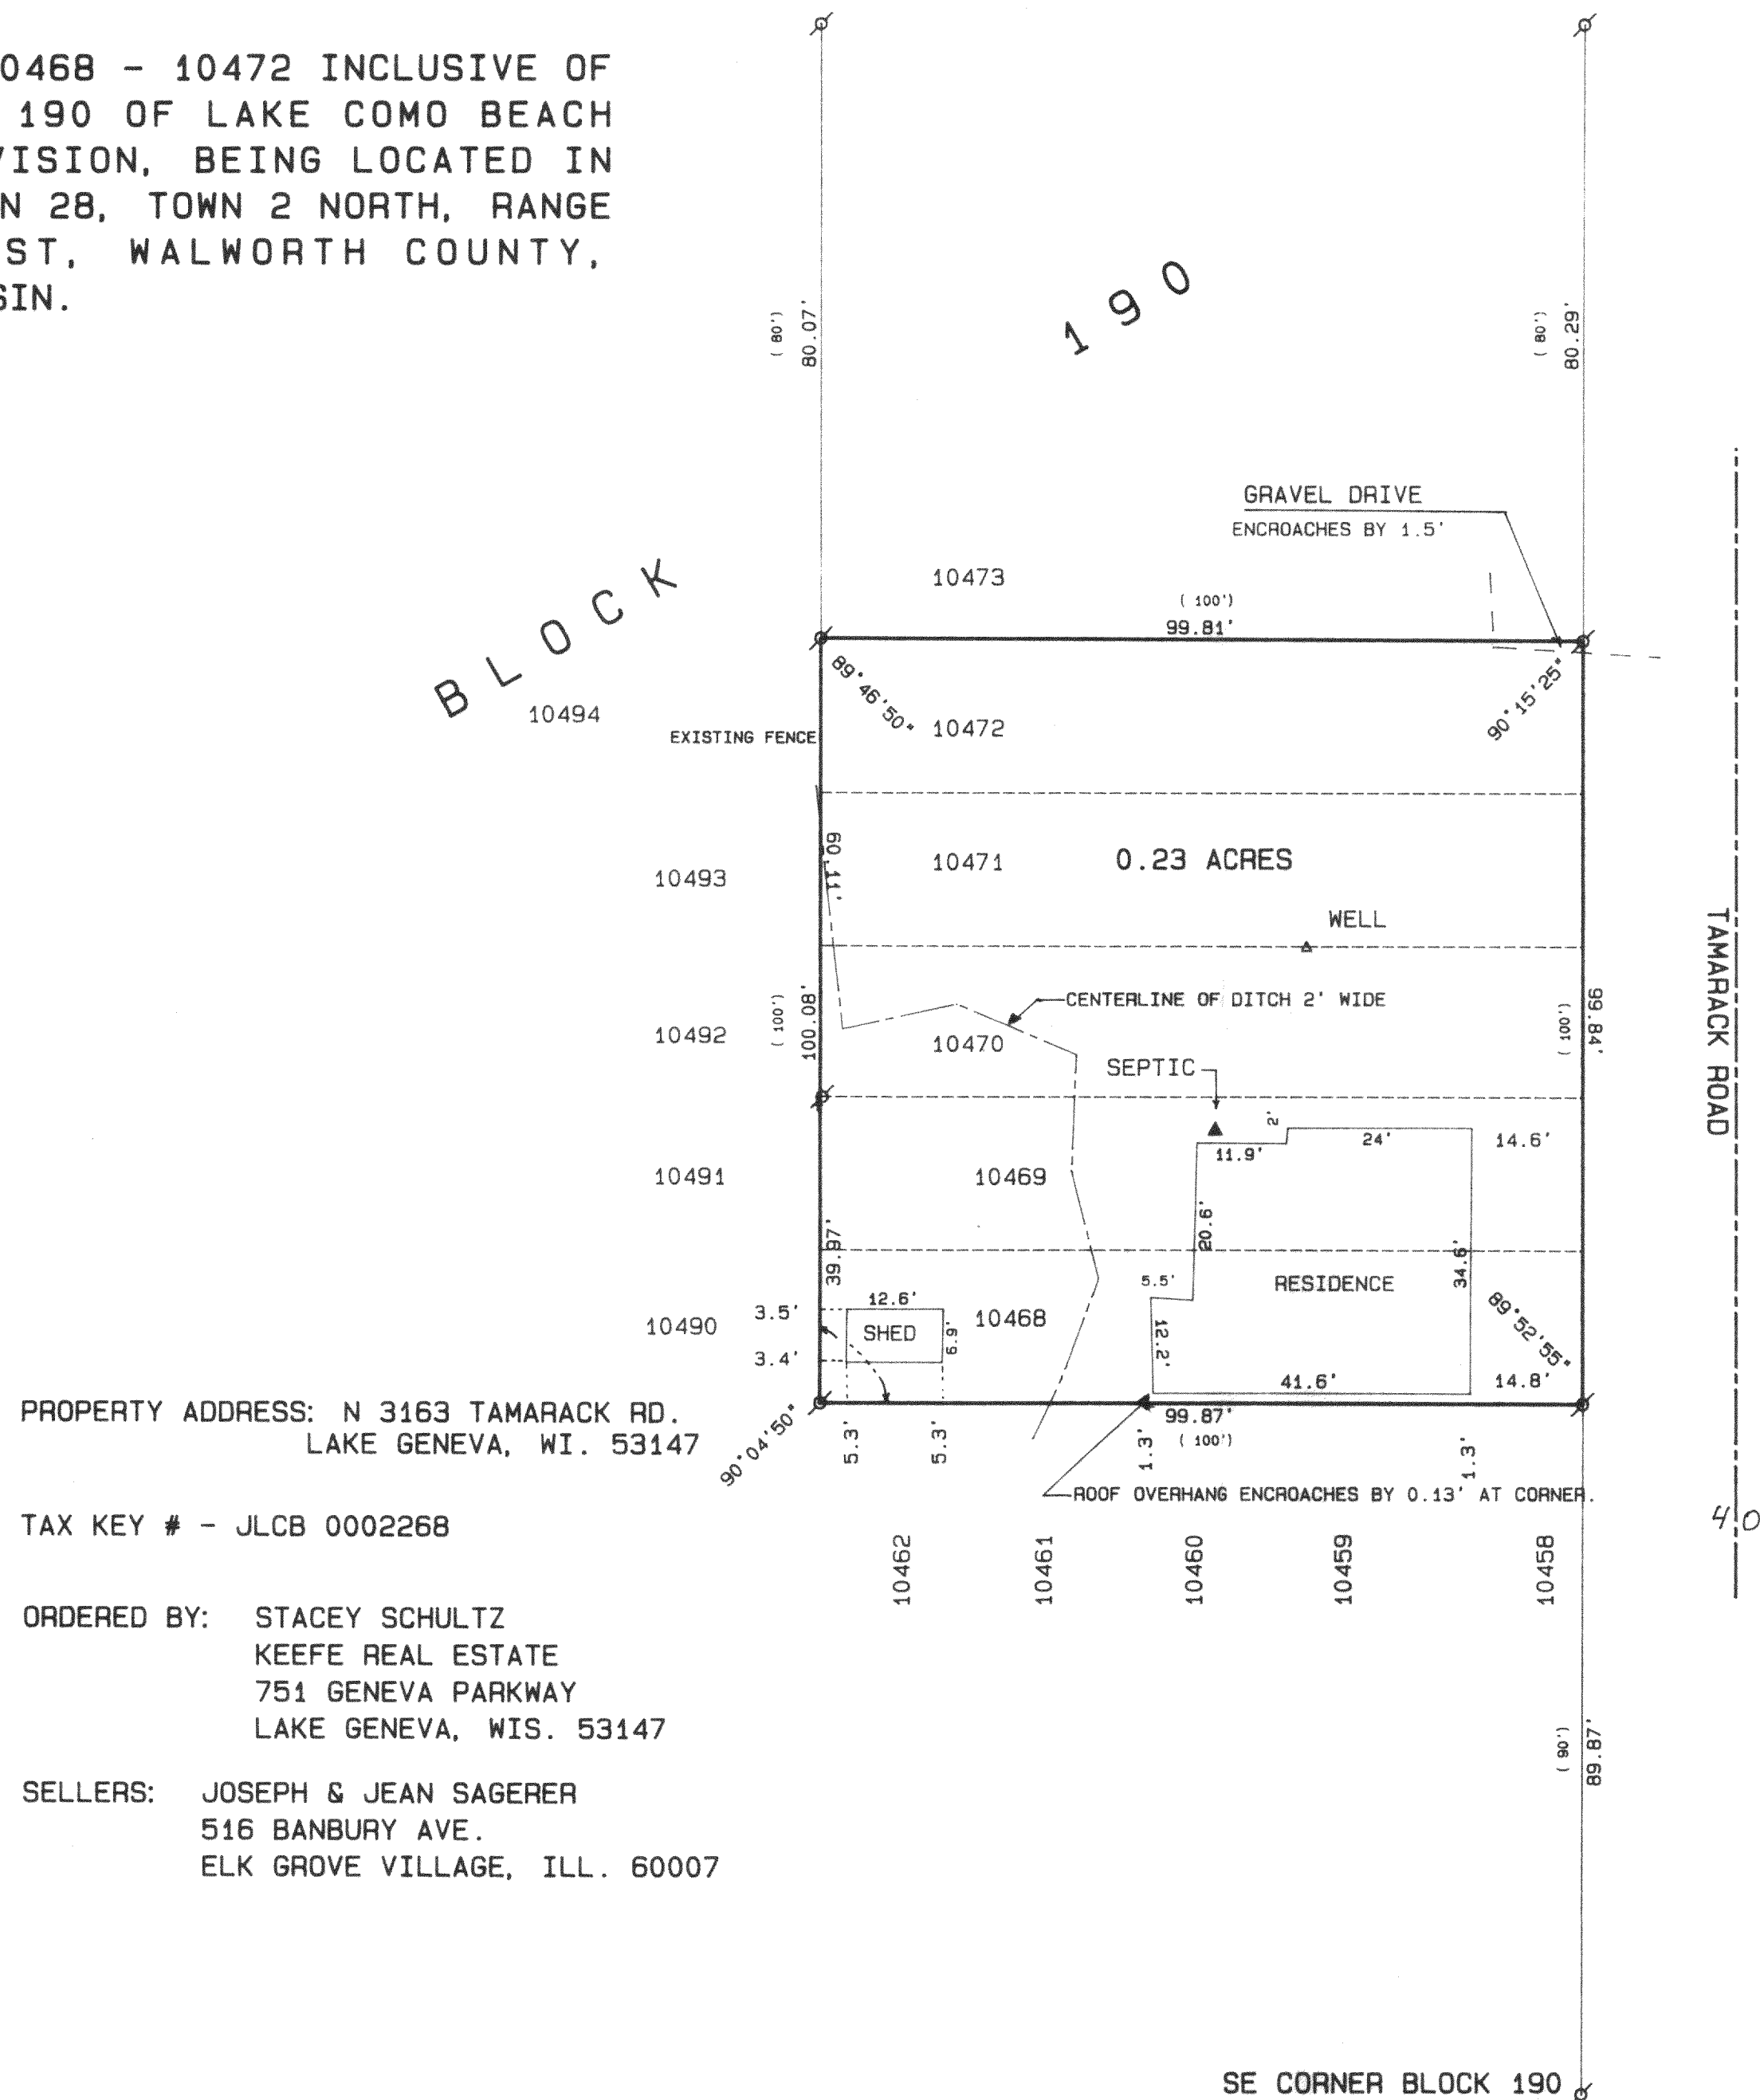 0468 - 10472 INCLUSIVE OF
190 OF LAKE COMO BEACH
VISION, BEING LOCATED IN
N 28, TOWN 2 NORTH, RANGE
ST, WALWORTH COUNTY,
SIN.
( 80')
80.07'
190
( 80')
80.29'
GRAVEL DRIVE
ENCROACHES BY 1.5'
BLOCK
10473
( 100')
99.81'
89°46'50"
90°15'25"
10494
10472
EXISTING FENCE
60.11'
10493
10471
0.23 ACRES
WELL
TAMARACK ROAD
10492
( 100')
100.08'
CENTERLINE OF DITCH 2' WIDE
10470
99.84'
( 100')
SEPTIC
2'
11.9'
24'
14.6'
10491
10469
20.6'
39.97'
34.6'
5.5'
RESIDENCE
12.6'
3.5'
10490
SHED
6.9'
10468
12.2'
89°52'55"
3.4'
41.6'
14.8'
PROPERTY ADDRESS: N 3163 TAMARACK RD.
LAKE GENEVA, WI. 53147
90°04'50"
5.3'
5.3'
99.87'
( 100')
1.3'
1.3'
ROOF OVERHANG ENCROACHES BY 0.13' AT CORNER.
40
TAX KEY # - JLCB 0002268
10462
10461
10460
10459
10458
ORDERED BY: STACEY SCHULTZ
KEEFE REAL ESTATE
751 GENEVA PARKWAY
LAKE GENEVA, WIS. 53147
( 90')
89.87'
SELLERS: JOSEPH & JEAN SAGERER
516 BANBURY AVE.
ELK GROVE VILLAGE, ILL. 60007
SE CORNER BLOCK 190